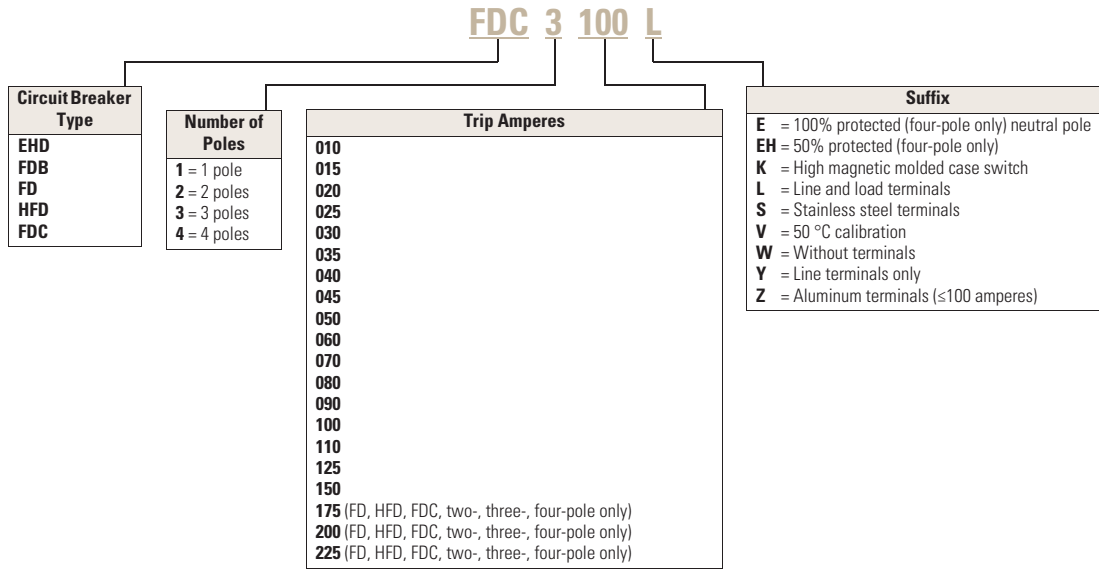 FDC 3 100 L
Circuit Breaker
Type
EHD
FDB
FD
HFD
FDC
Number of
Poles
1 = 1 pole
2 = 2 poles
3 = 3 poles
4 = 4 poles
Trip Amperes
010
015
020
025
030
035
040
045
050
060
070
080
090
100
110
125
150
175 (FD, HFD, FDC, two-, three-, four-pole only)
200 (FD, HFD, FDC, two-, three-, four-pole only)
225 (FD, HFD, FDC, two-, three-, four-pole only)
Suffix
E = 100% protected (four-pole only) neutral pole
EH = 50% protected (four-pole only)
K = High magnetic molded case switch
L = Line and load terminals
S = Stainless steel terminals
V = 50 °C calibration
W = Without terminals
Y = Line terminals only
Z = Aluminum terminals (≤100 amperes)